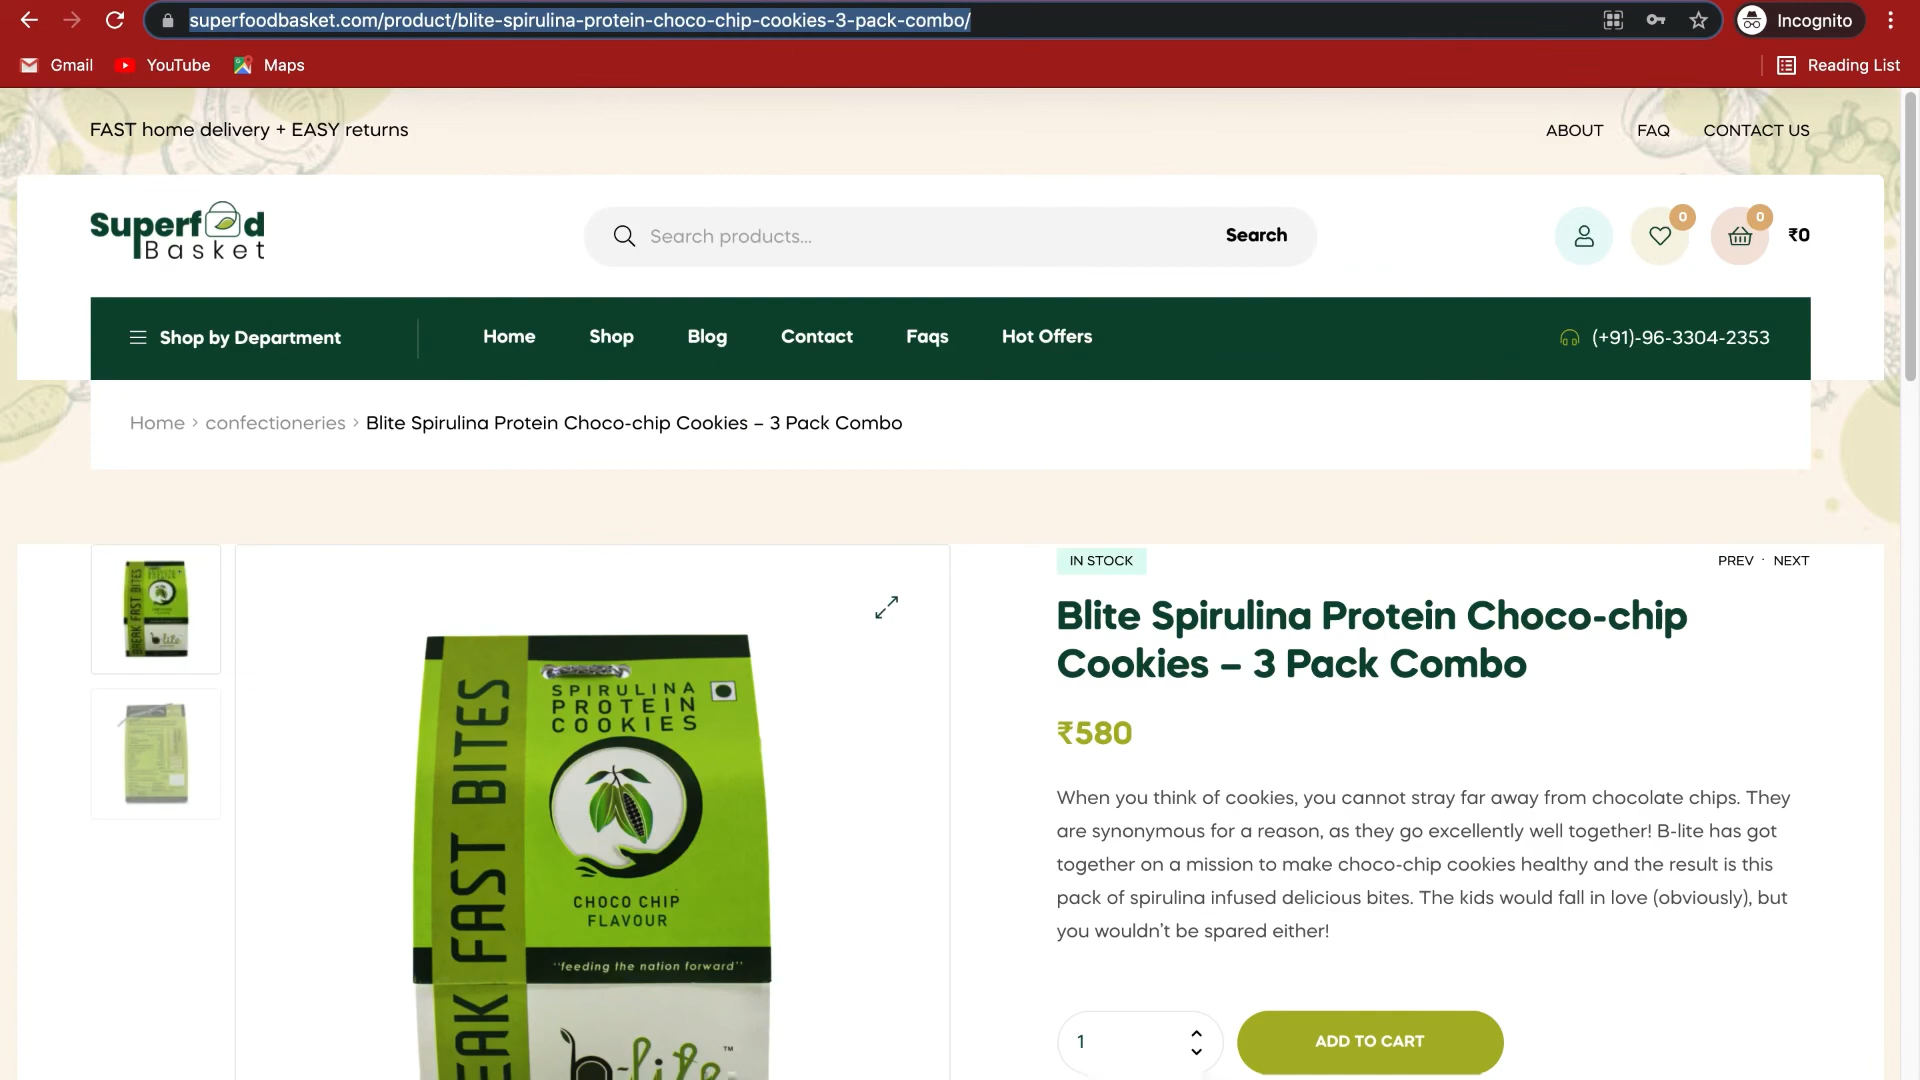 superfoodbasket.com/product/blite-spirulina-protein-choco-chip-cookies-3-pack-combo/
Incognito
Gmail
YouTube
Maps
Reading List
FAST home delivery + EASY returns
ABOUT
FAQ
CONTACT US
Superfood
Basket
Search products...
Search
0
0
₹0
Shop by Department
Home
Shop
Blog
Contact
Faqs
Hot Offers
(+91)-96-3304-2353
Home > confectioneries > Blite Spirulina Protein Choco-chip Cookies – 3 Pack Combo
IN STOCK
PREV · NEXT
Blite Spirulina Protein Choco-chip
Cookies – 3 Pack Combo
₹580
When you think of cookies, you cannot stray far away from chocolate chips. They
are synonymous for a reason, as they go excellently well together! B-lite has got
together on a mission to make choco-chip cookies healthy and the result is this
pack of spirulina infused delicious bites. The kids would fall in love (obviously), but
you wouldn't be spared either!
1
ADD TO CART
BREAK FAST BITES
b-lite
FAST BITES
SPIRULINA
PROTEIN
COOKIES
CHOCO CHIP
FLAVOUR
"feeding the nation forward"
EAK
b-lite™